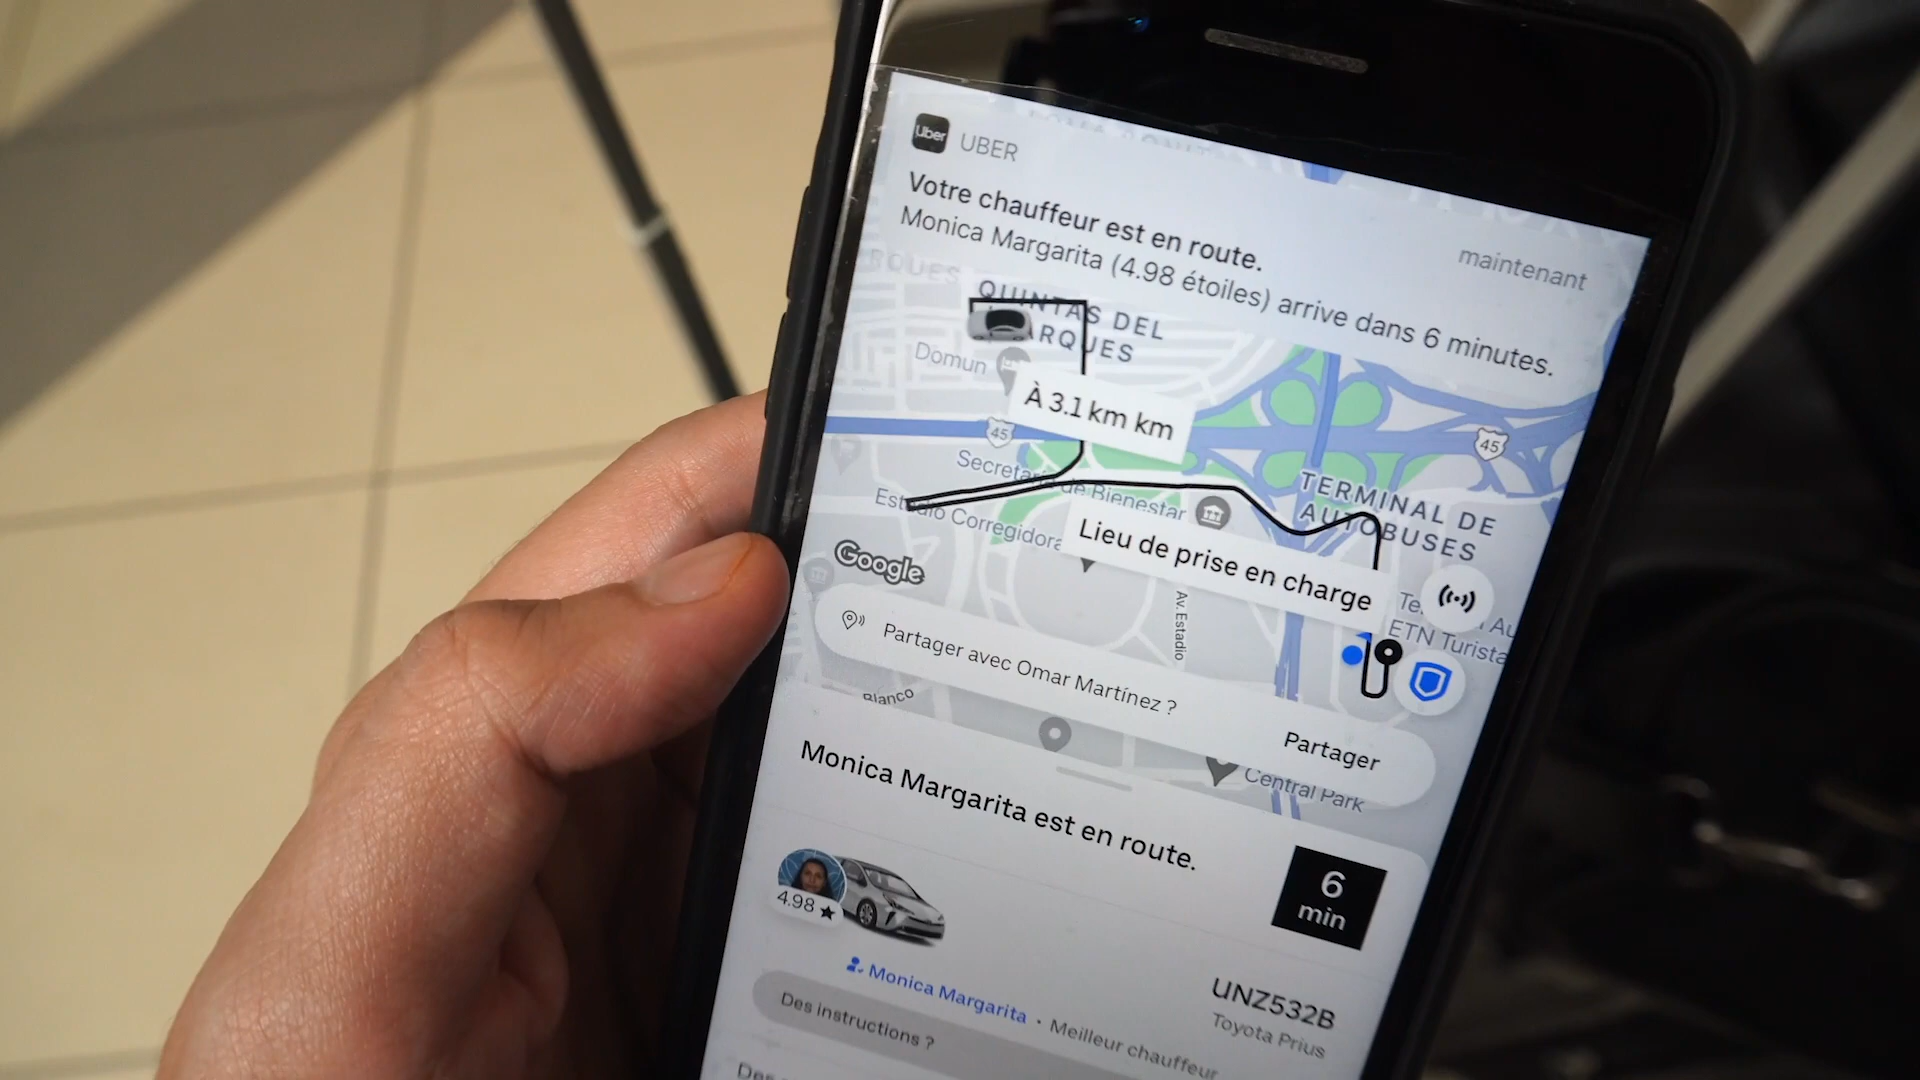 Uber UBER
maintenant
Votre chauffeur est en route.
Monica Margarita (4.98 étoiles) arrive dans 6 minutes.
QUINTAS DEL
Domun
À 3.1 km km
45
45
Secretaría de Bienestar
TERMINAL DE
AUTOBUSES
Estadio Corregidora
Lieu de prise en charge
Google
Av. Estadio
ETN Turista
Partager avec Omar Martínez ?
Partager
Blanco
Central Park
Monica Margarita est en route.
6
min
4.98 ★
UNZ532B
Monica Margarita · Meilleur chauffeur
Toyota Prius
Des instructions ?